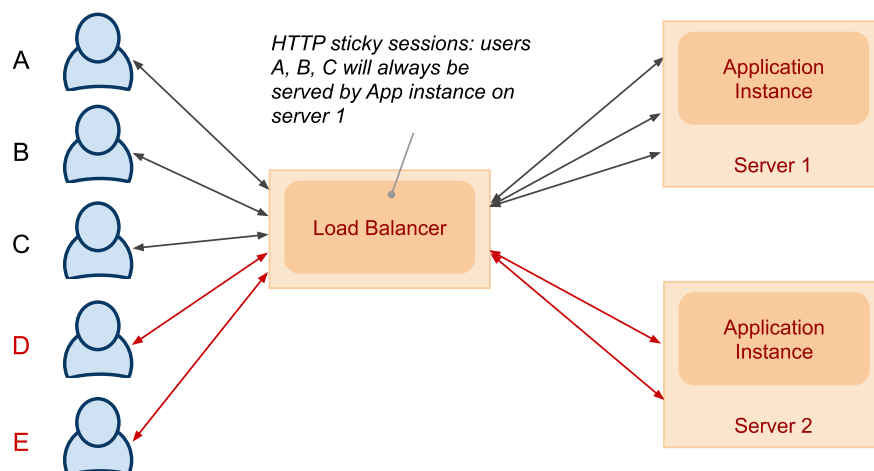 A
HTTP sticky sessions: users
A, B, C will always be
served by App instance on
server 1
Application
Instance
Server 1
B
Load Balancer
C
D
Application
Instance
Server 2
E